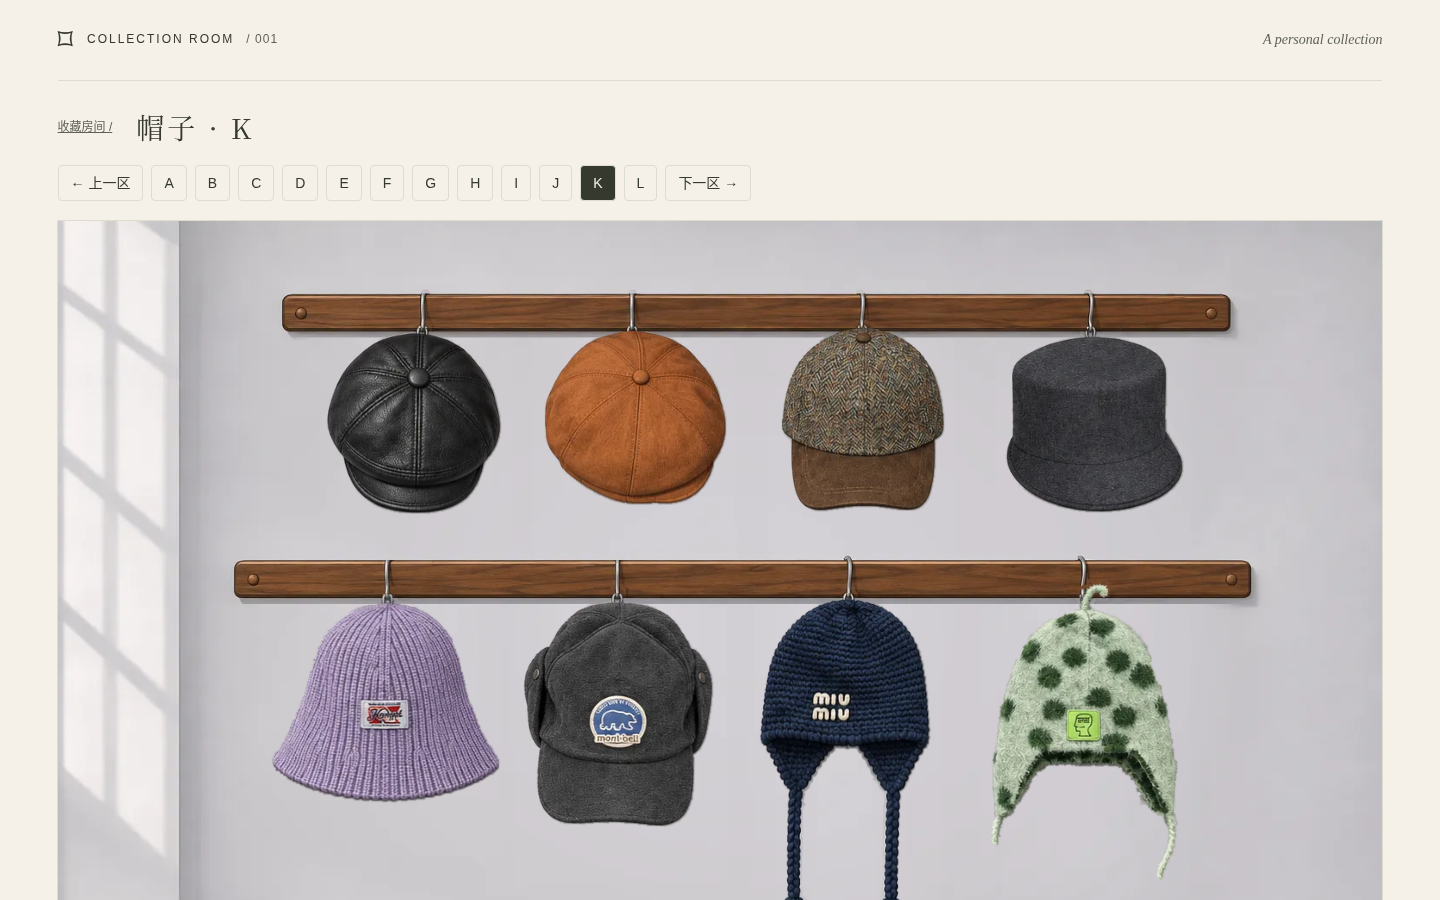 COLLECTION ROOM / 001
A personal collection
收藏房间 /
帽子 · K
← 上一区
A
B
C
D
E
F
G
H
I
J
K
L
下一区 →
Kangol
mont-bell
miu
miu